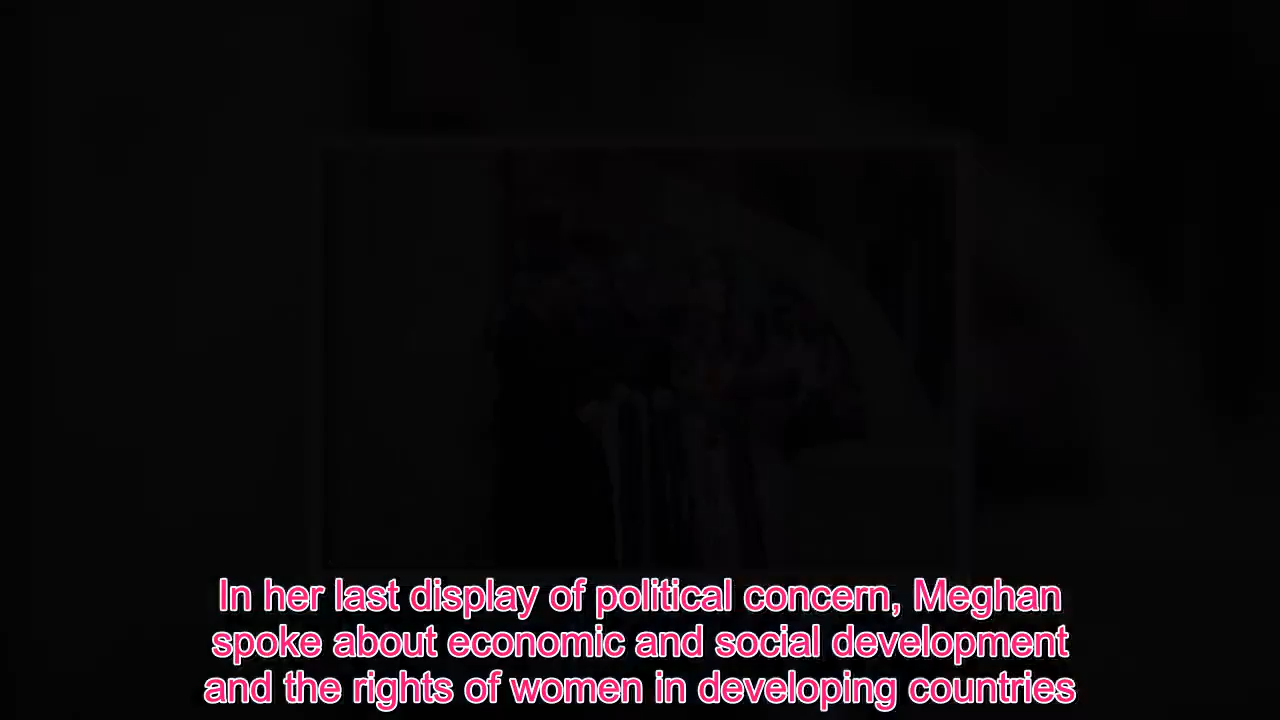 In her last display of political concern, Meghan
spoke about economic and social development
and the rights of women in developing countries